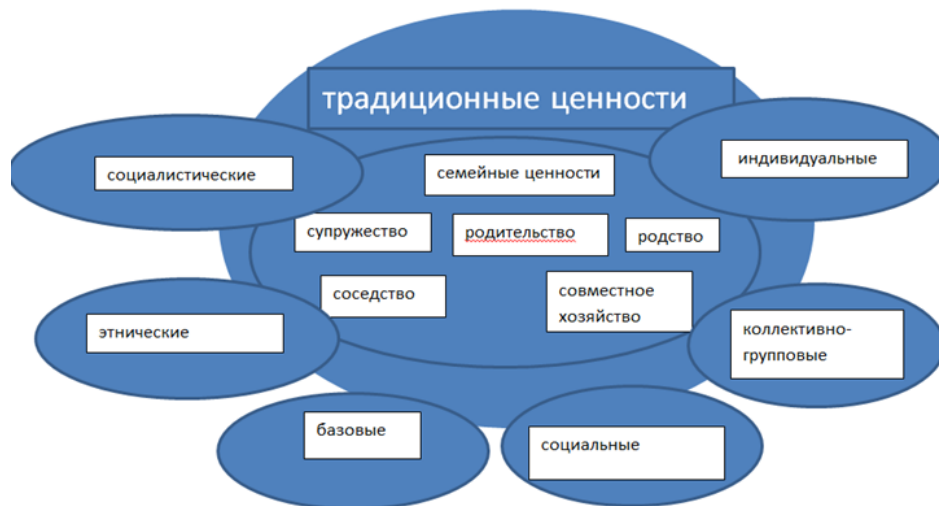 традиционные ценности
социалистические
семейные ценности
индивидуальные
супружество
родительство
родство
соседство
совместное
хозяйство
этнические
коллективно-
групповые
базовые
социальные